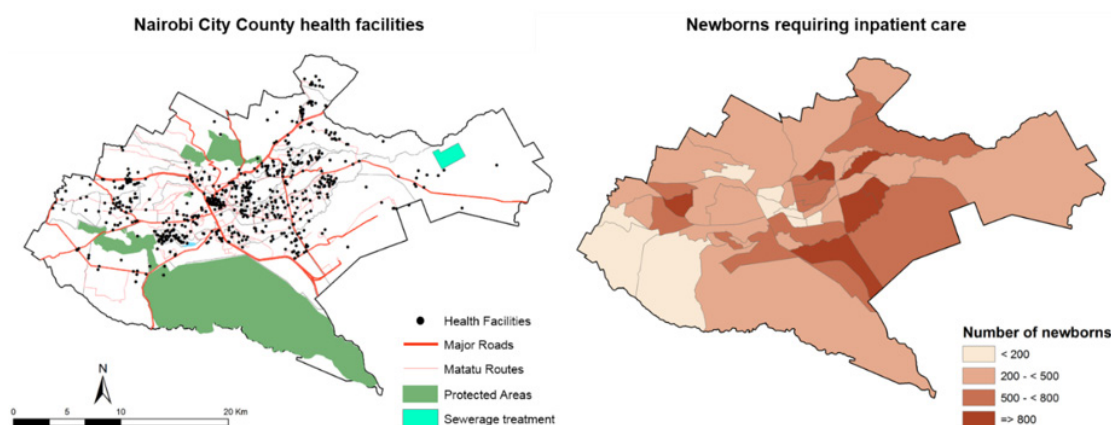 Nairobi City County health facilities
Health Facilities
Major Roads
Matatu Routes
Protected Areas
Sewerage treatment
N
0 5 10 20 Km
Newborns requiring inpatient care
Number of newborns
< 200
200 - < 500
500 - < 800
=> 800